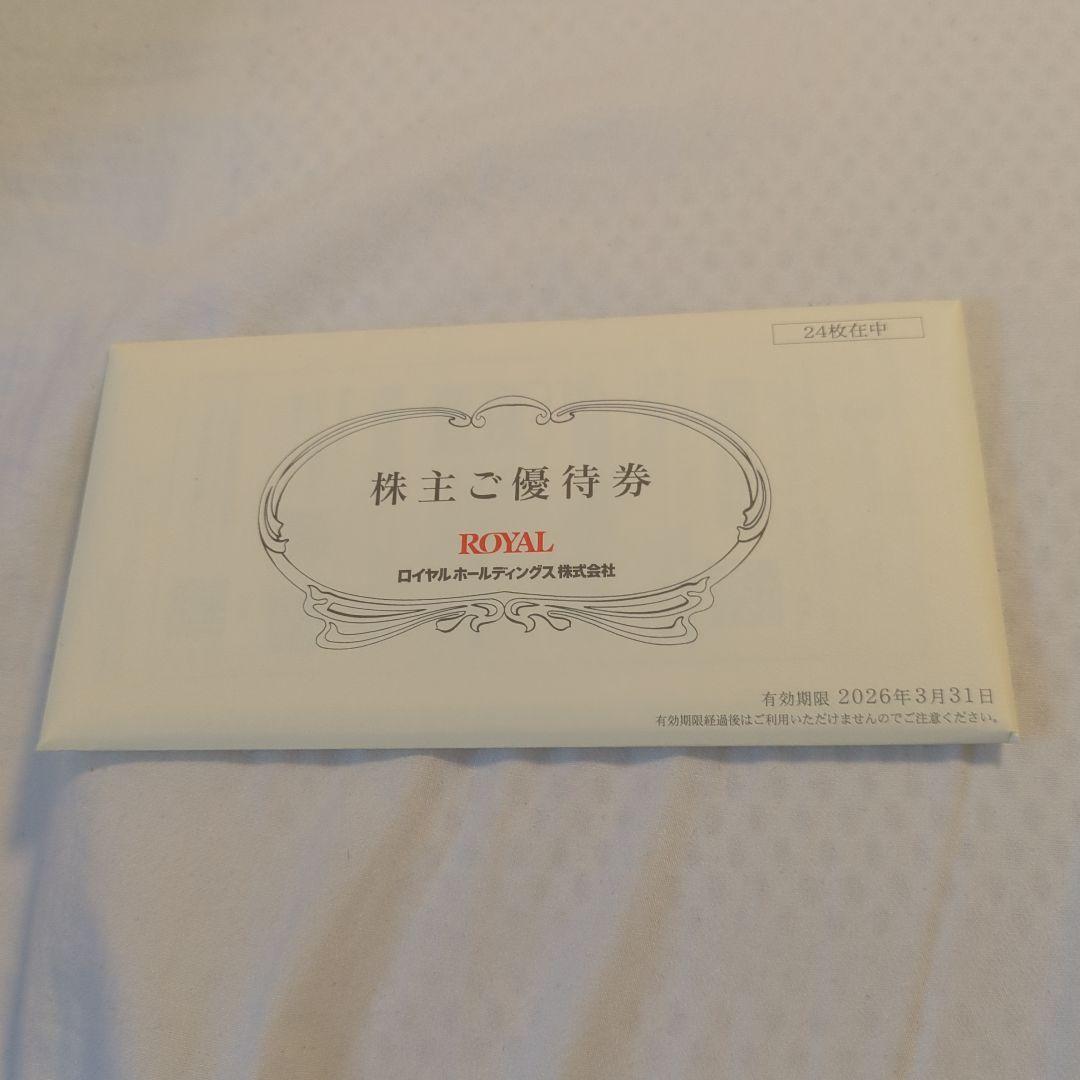 24枚在中
株主ご優待券
ROYAL
ロイヤルホールディングス株式会社
有効期限 2026年3月31日
有効期限経過後はご利用いただけませんのでご注意ください。